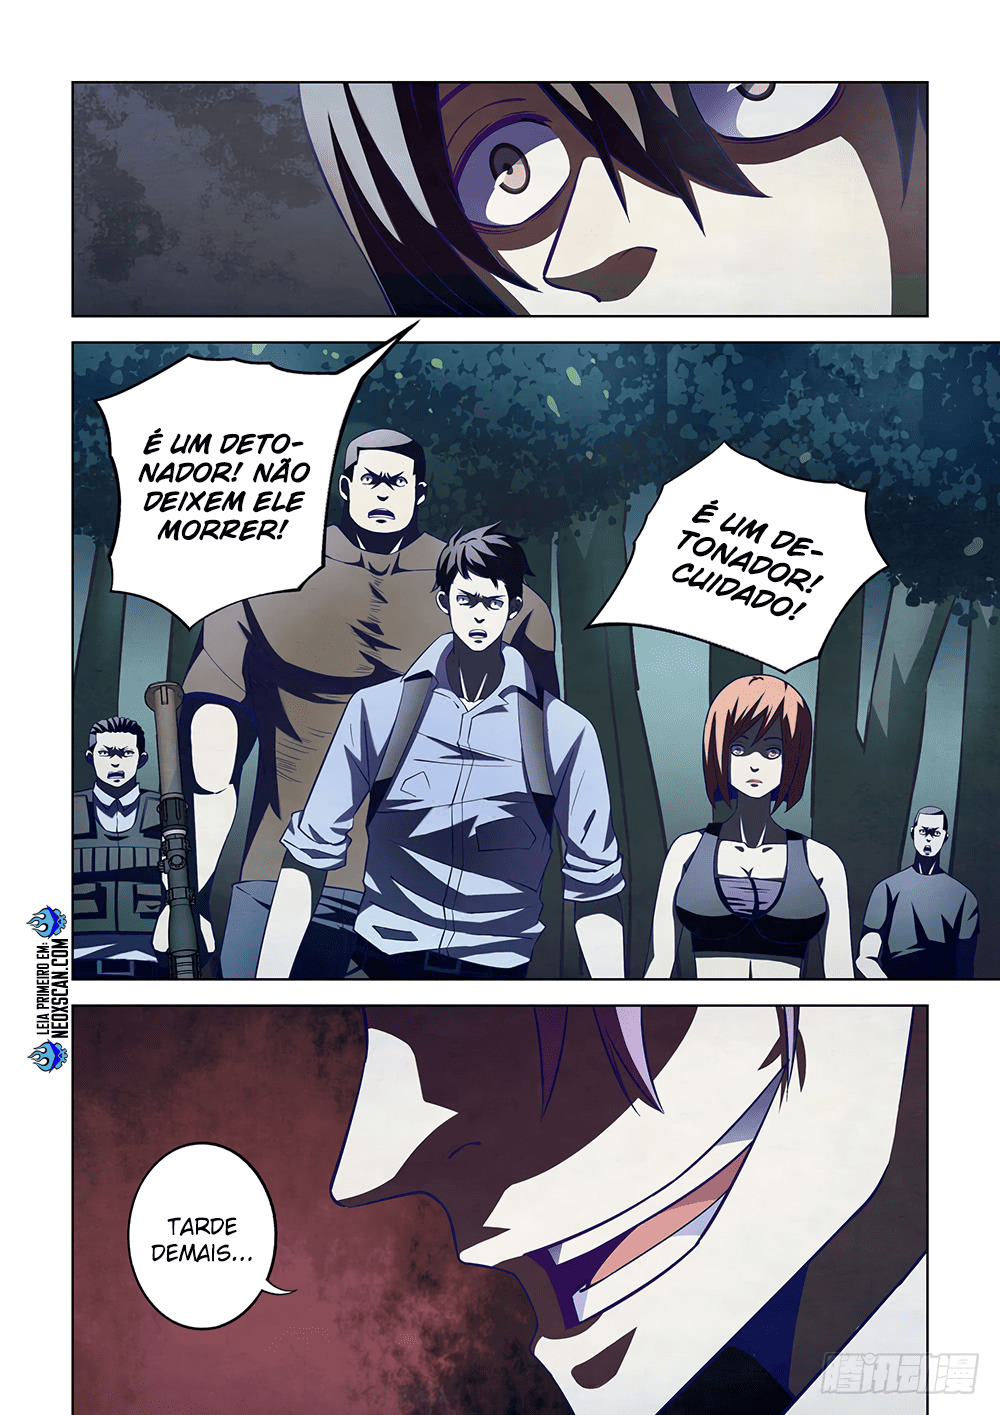 É UM DETO-
NADOR! NÃO
DEIXEM ELE
MORRER!
É UM DE-
TONADOR!
CUIDADO!
LEIA PRIMEIRO EM:
NEOXSCAN.COM
TARDE
DEMAIS...
腾讯动漫